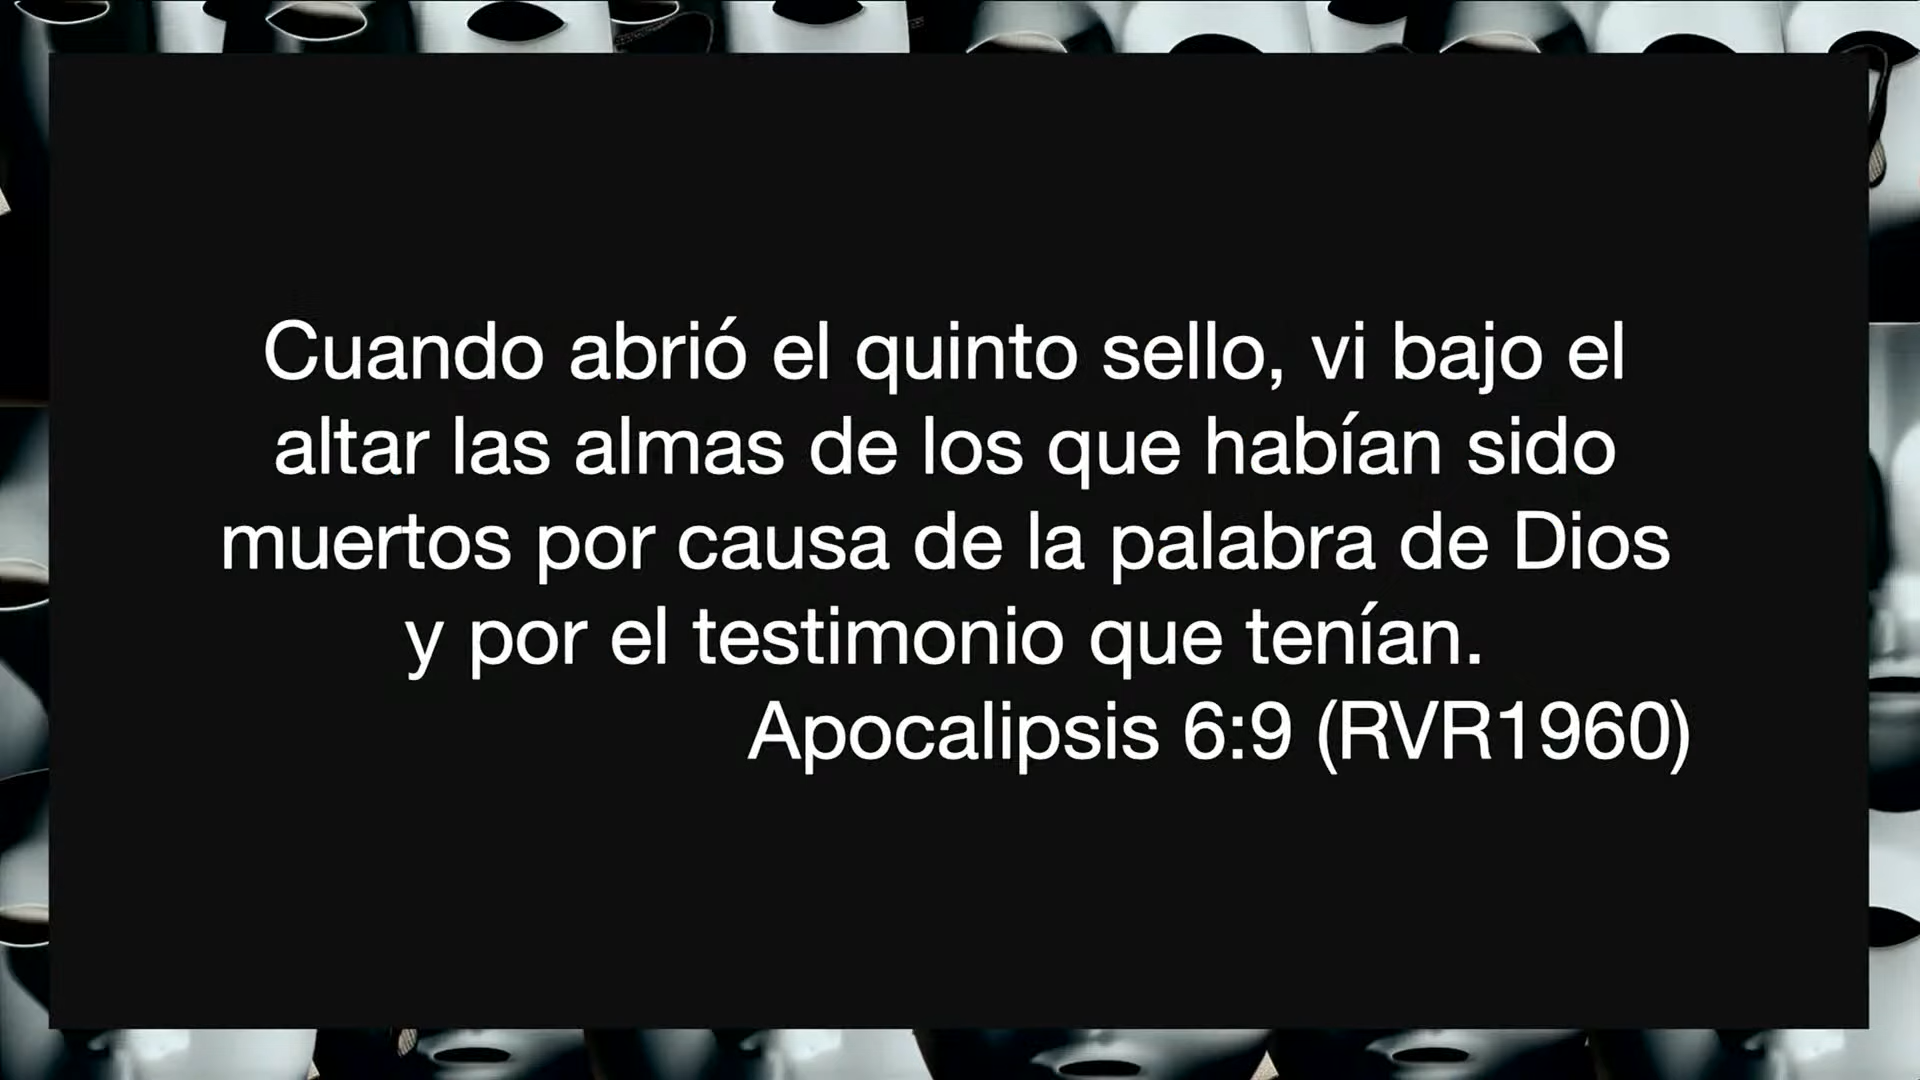 Cuando abrió el quinto sello, vi bajo el
altar las almas de los que habían sido
muertos por causa de la palabra de Dios
y por el testimonio que tenían.
Apocalipsis 6:9 (RVR1960)